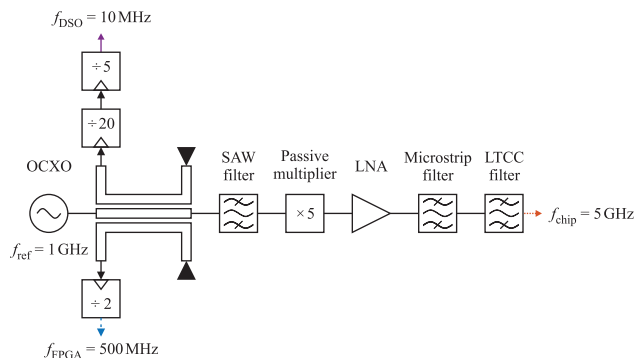 f_DSO = 10 MHz
÷5
÷20
OCXO
SAW filter
Passive multiplier
LNA
Microstrip filter
LTCC filter
×5
f_chip = 5 GHz
f_ref = 1 GHz
÷2
f_FPGA = 500 MHz